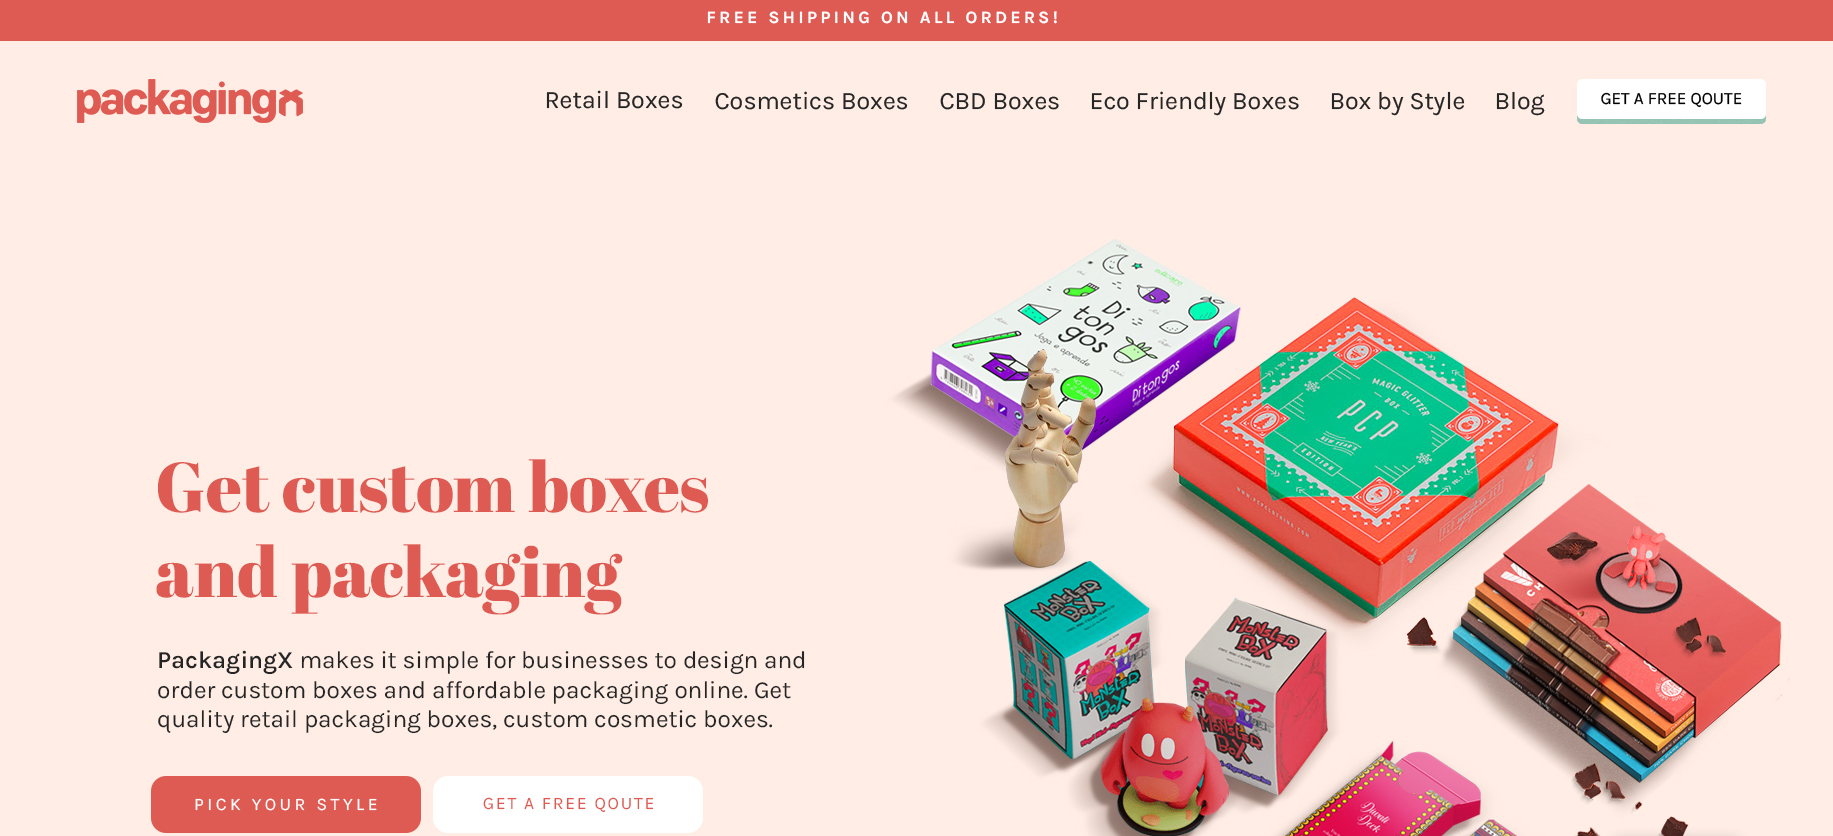 FREE SHIPPING ON ALL ORDERS!
packagingx
Retail Boxes
Cosmetics Boxes
CBD Boxes
Eco Friendly Boxes
Box by Style
Blog
GET A FREE QOUTE
Get custom boxes
and packaging
PackagingX makes it simple for businesses to design and
order custom boxes and affordable packaging online. Get
quality retail packaging boxes, custom cosmetic boxes.
PICK YOUR STYLE
GET A FREE QOUTE
Di
ton
gos
Joga e aprende
Ditongos
MAGIC GLITTER
BOX
PCP
NEW YEAR'S
EDITION
MONSTER
BOX
MONSTER
BOX
MONSTER
BOX
MONSTER
BOX
Diwali
Deck